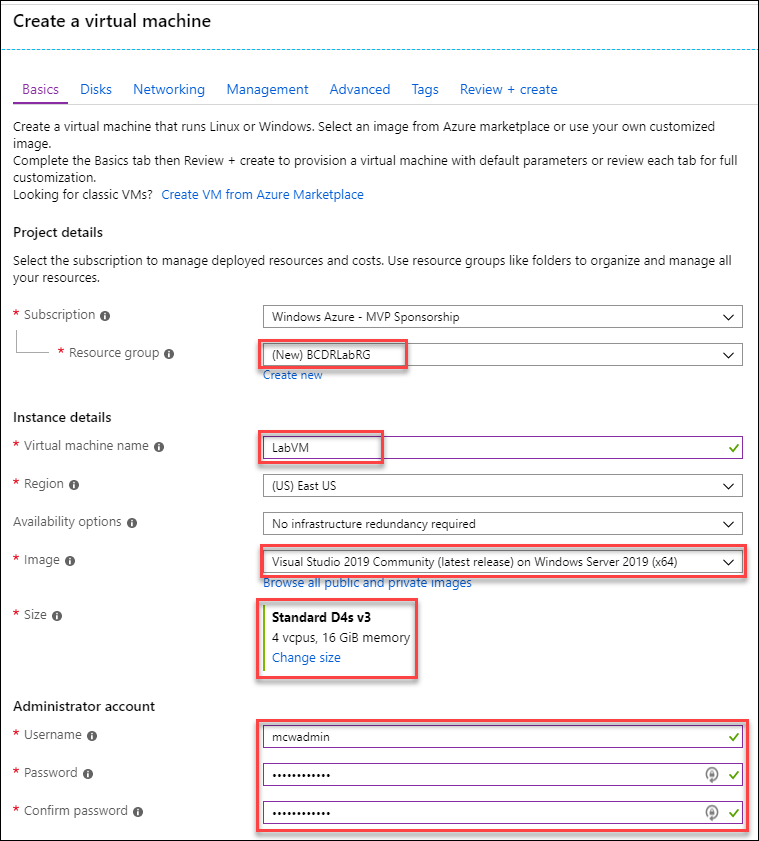 Create a virtual machine
Basics Disks Networking Management Advanced Tags Review + create
Create a virtual machine that runs Linux or Windows. Select an image from Azure marketplace or use your own customized
image.
Complete the Basics tab then Review + create to provision a virtual machine with default parameters or review each tab for full
customization.
Looking for classic VMs? Create VM from Azure Marketplace
Project details
Select the subscription to manage deployed resources and costs. Use resource groups like folders to organize and manage all
your resources.
* Subscription Windows Azure - MVP Sponsorship
* Resource group (New) BCDRLabRG
Create new
Instance details
* Virtual machine name LabVM
* Region (US) East US
Availability options No infrastructure redundancy required
* Image Visual Studio 2019 Community (latest release) on Windows Server 2019 (x64)
Browse all public and private images
* Size Standard D4s v3
4 vcpus, 16 GiB memory
Change size
Administrator account
* Username mcwadmin
* Password ••••••••••••
* Confirm password ••••••••••••